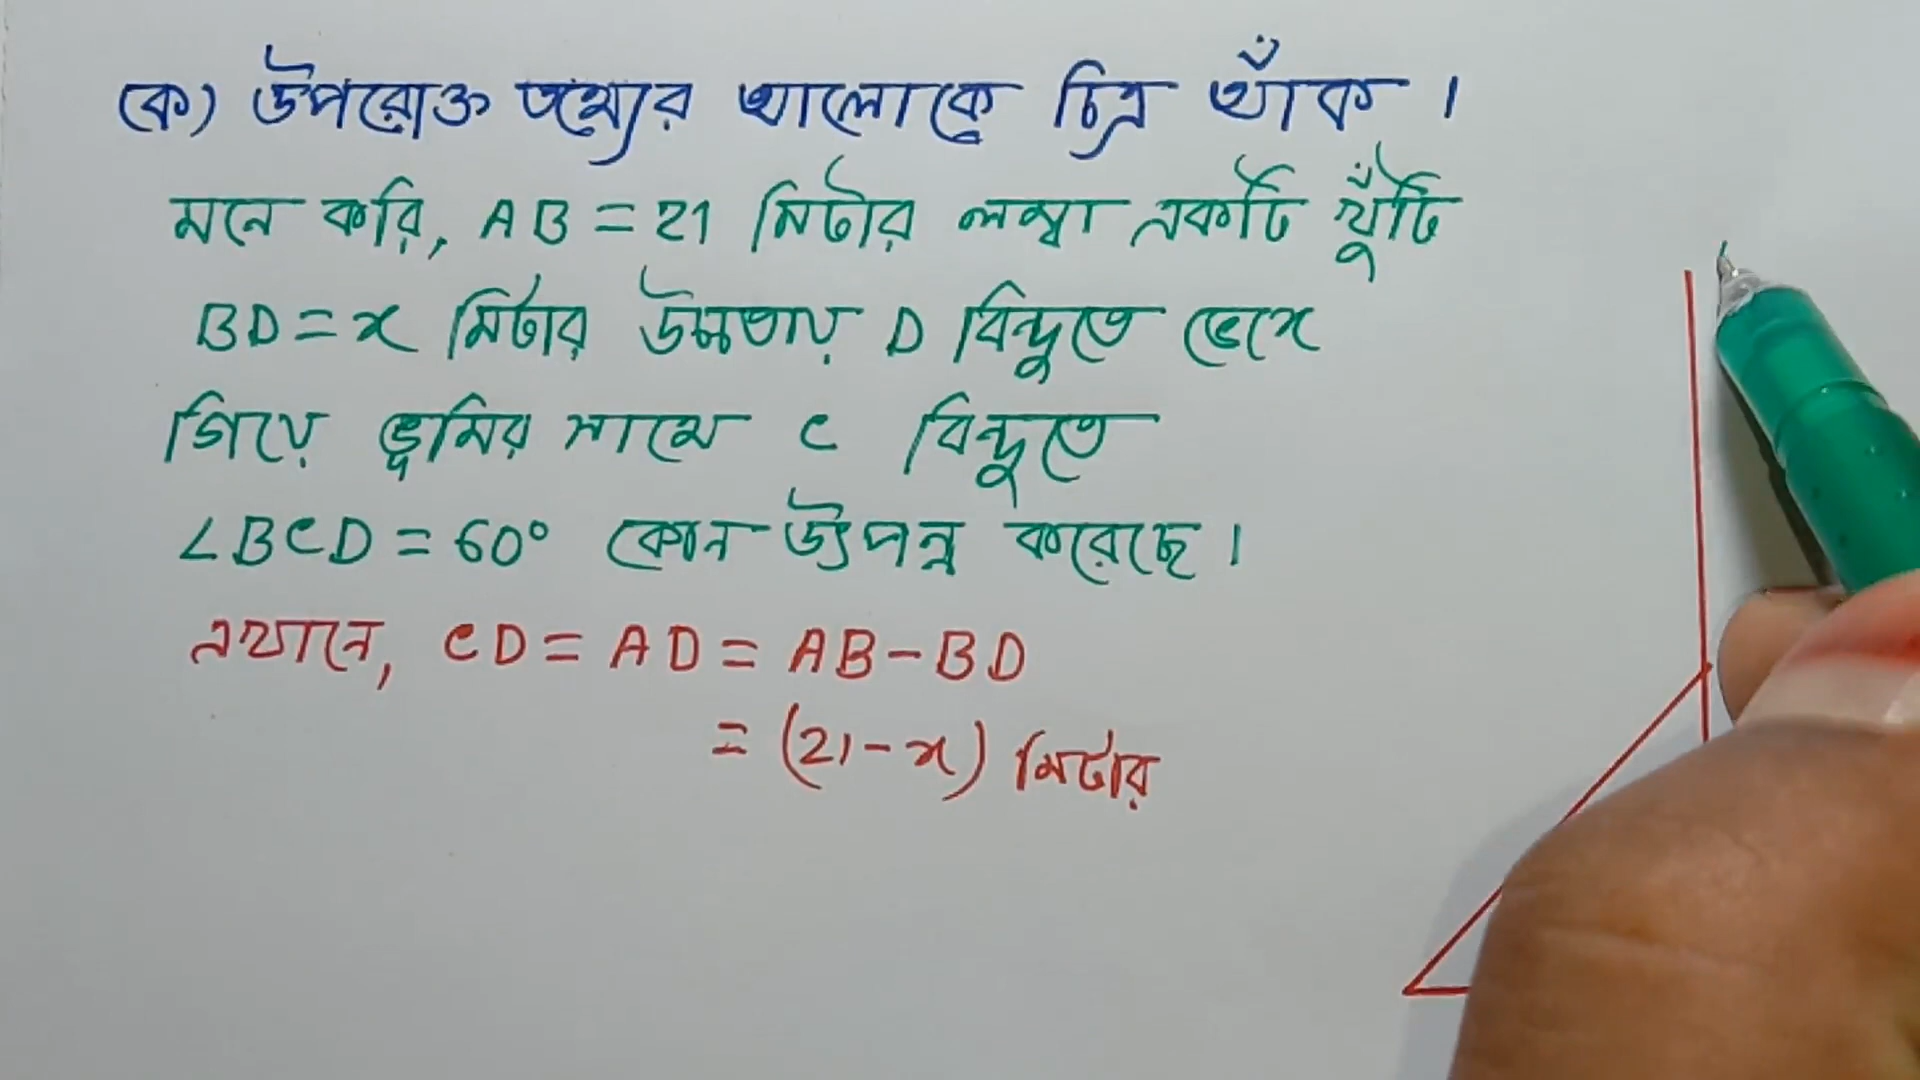 (ক) উপরোক্ত তথ্যের আলোকে চিত্র আঁক।
মনে করি, AB = 21 মিটার লম্বা একটি খুঁটি
BD = x মিটার উচ্চতায় D বিন্দুতে ভেঙ্গে
গিয়ে ভূমির সাথে C বিন্দুতে
∠BCD = 60° কোন উৎপন্ন করেছে।
এখানে, CD = AD = AB - BD
= (21 - x) মিটার